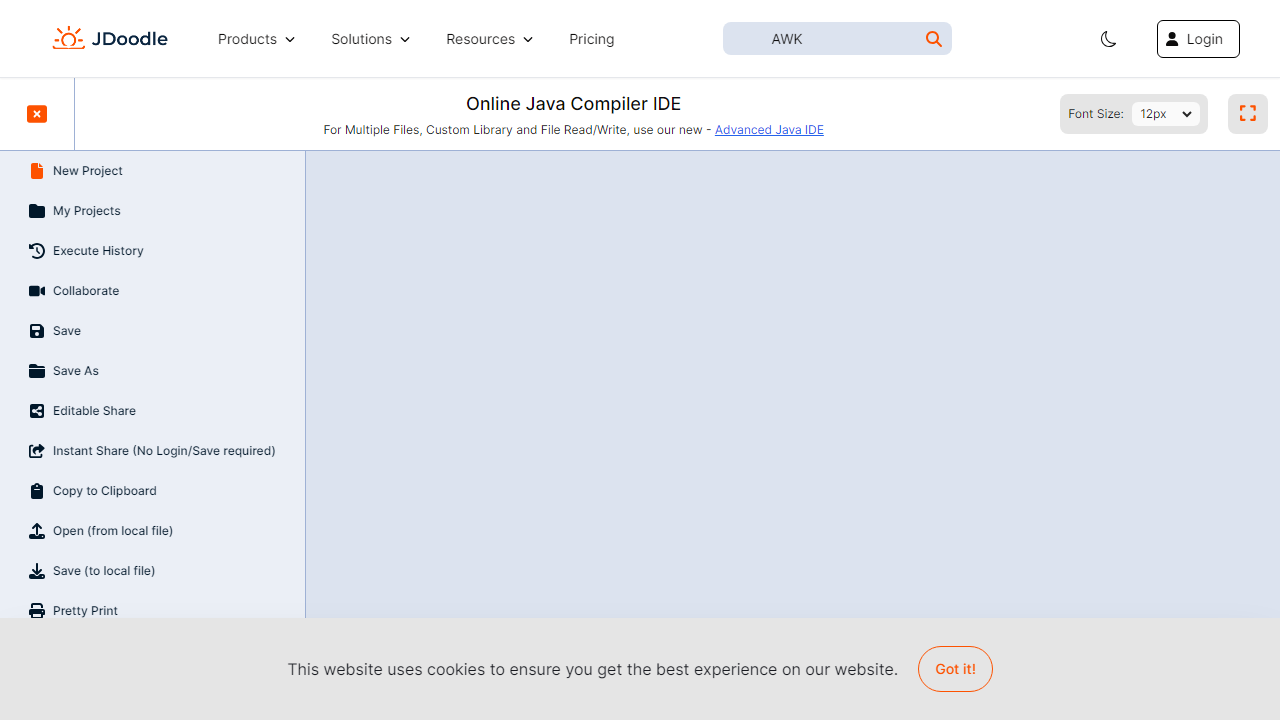 JDoodle
Products
Solutions
Resources
Pricing
AWK
Login
Online Java Compiler IDE
For Multiple Files, Custom Library and File Read/Write, use our new - Advanced Java IDE
Font Size: 12px
New Project
My Projects
Execute History
Collaborate
Save
Save As
Editable Share
Instant Share (No Login/Save required)
Copy to Clipboard
Open (from local file)
Save (to local file)
Pretty Print
This website uses cookies to ensure you get the best experience on our website.
Got it!